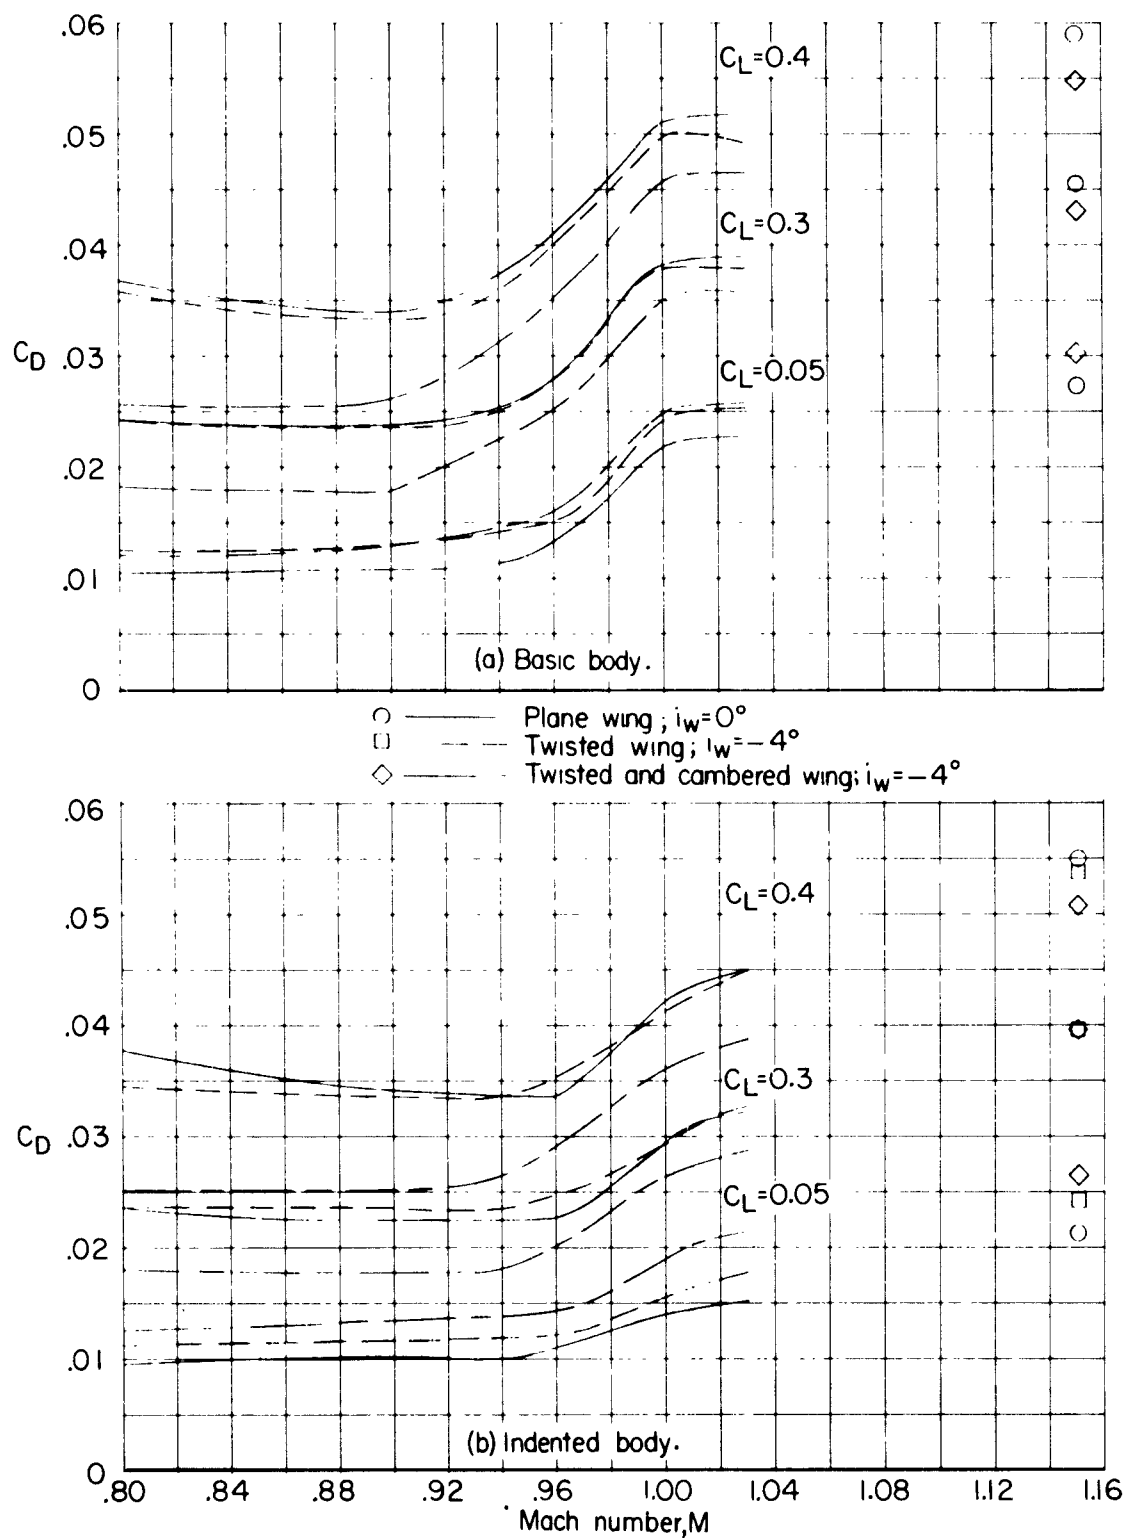 .06
C_L=0.4
.05
C_L=0.3
.04
C_D .03
C_L=0.05
.02
.01
(a) Basic body.
0
Plane wing; i_w=0°
Twisted wing; i_w=−4°
Twisted and cambered wing; i_w=−4°
.06
C_L=0.4
.05
.04
C_L=0.3
C_D .03
C_L=0.05
.02
.01
(b) Indented body.
0
.80 .84 .88 .92 .96 1.00 1.04 1.08 1.12 1.16
Mach number, M